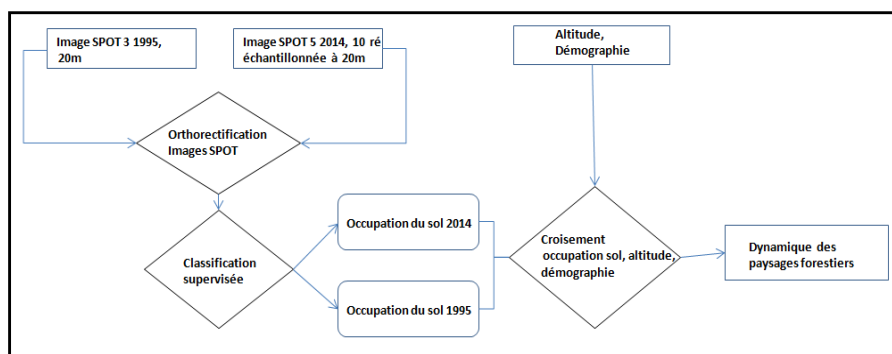 Image SPOT 3 1995,
20m
Image SPOT 5 2014, 10 ré
échantillonnée à 20m
Altitude,
Démographie
Orthorectification
Images SPOT
Classification
supervisée
Occupation du sol 2014
Occupation du sol 1995
Croisement
occupation sol, altitude,
démographie
Dynamique des
paysages forestiers